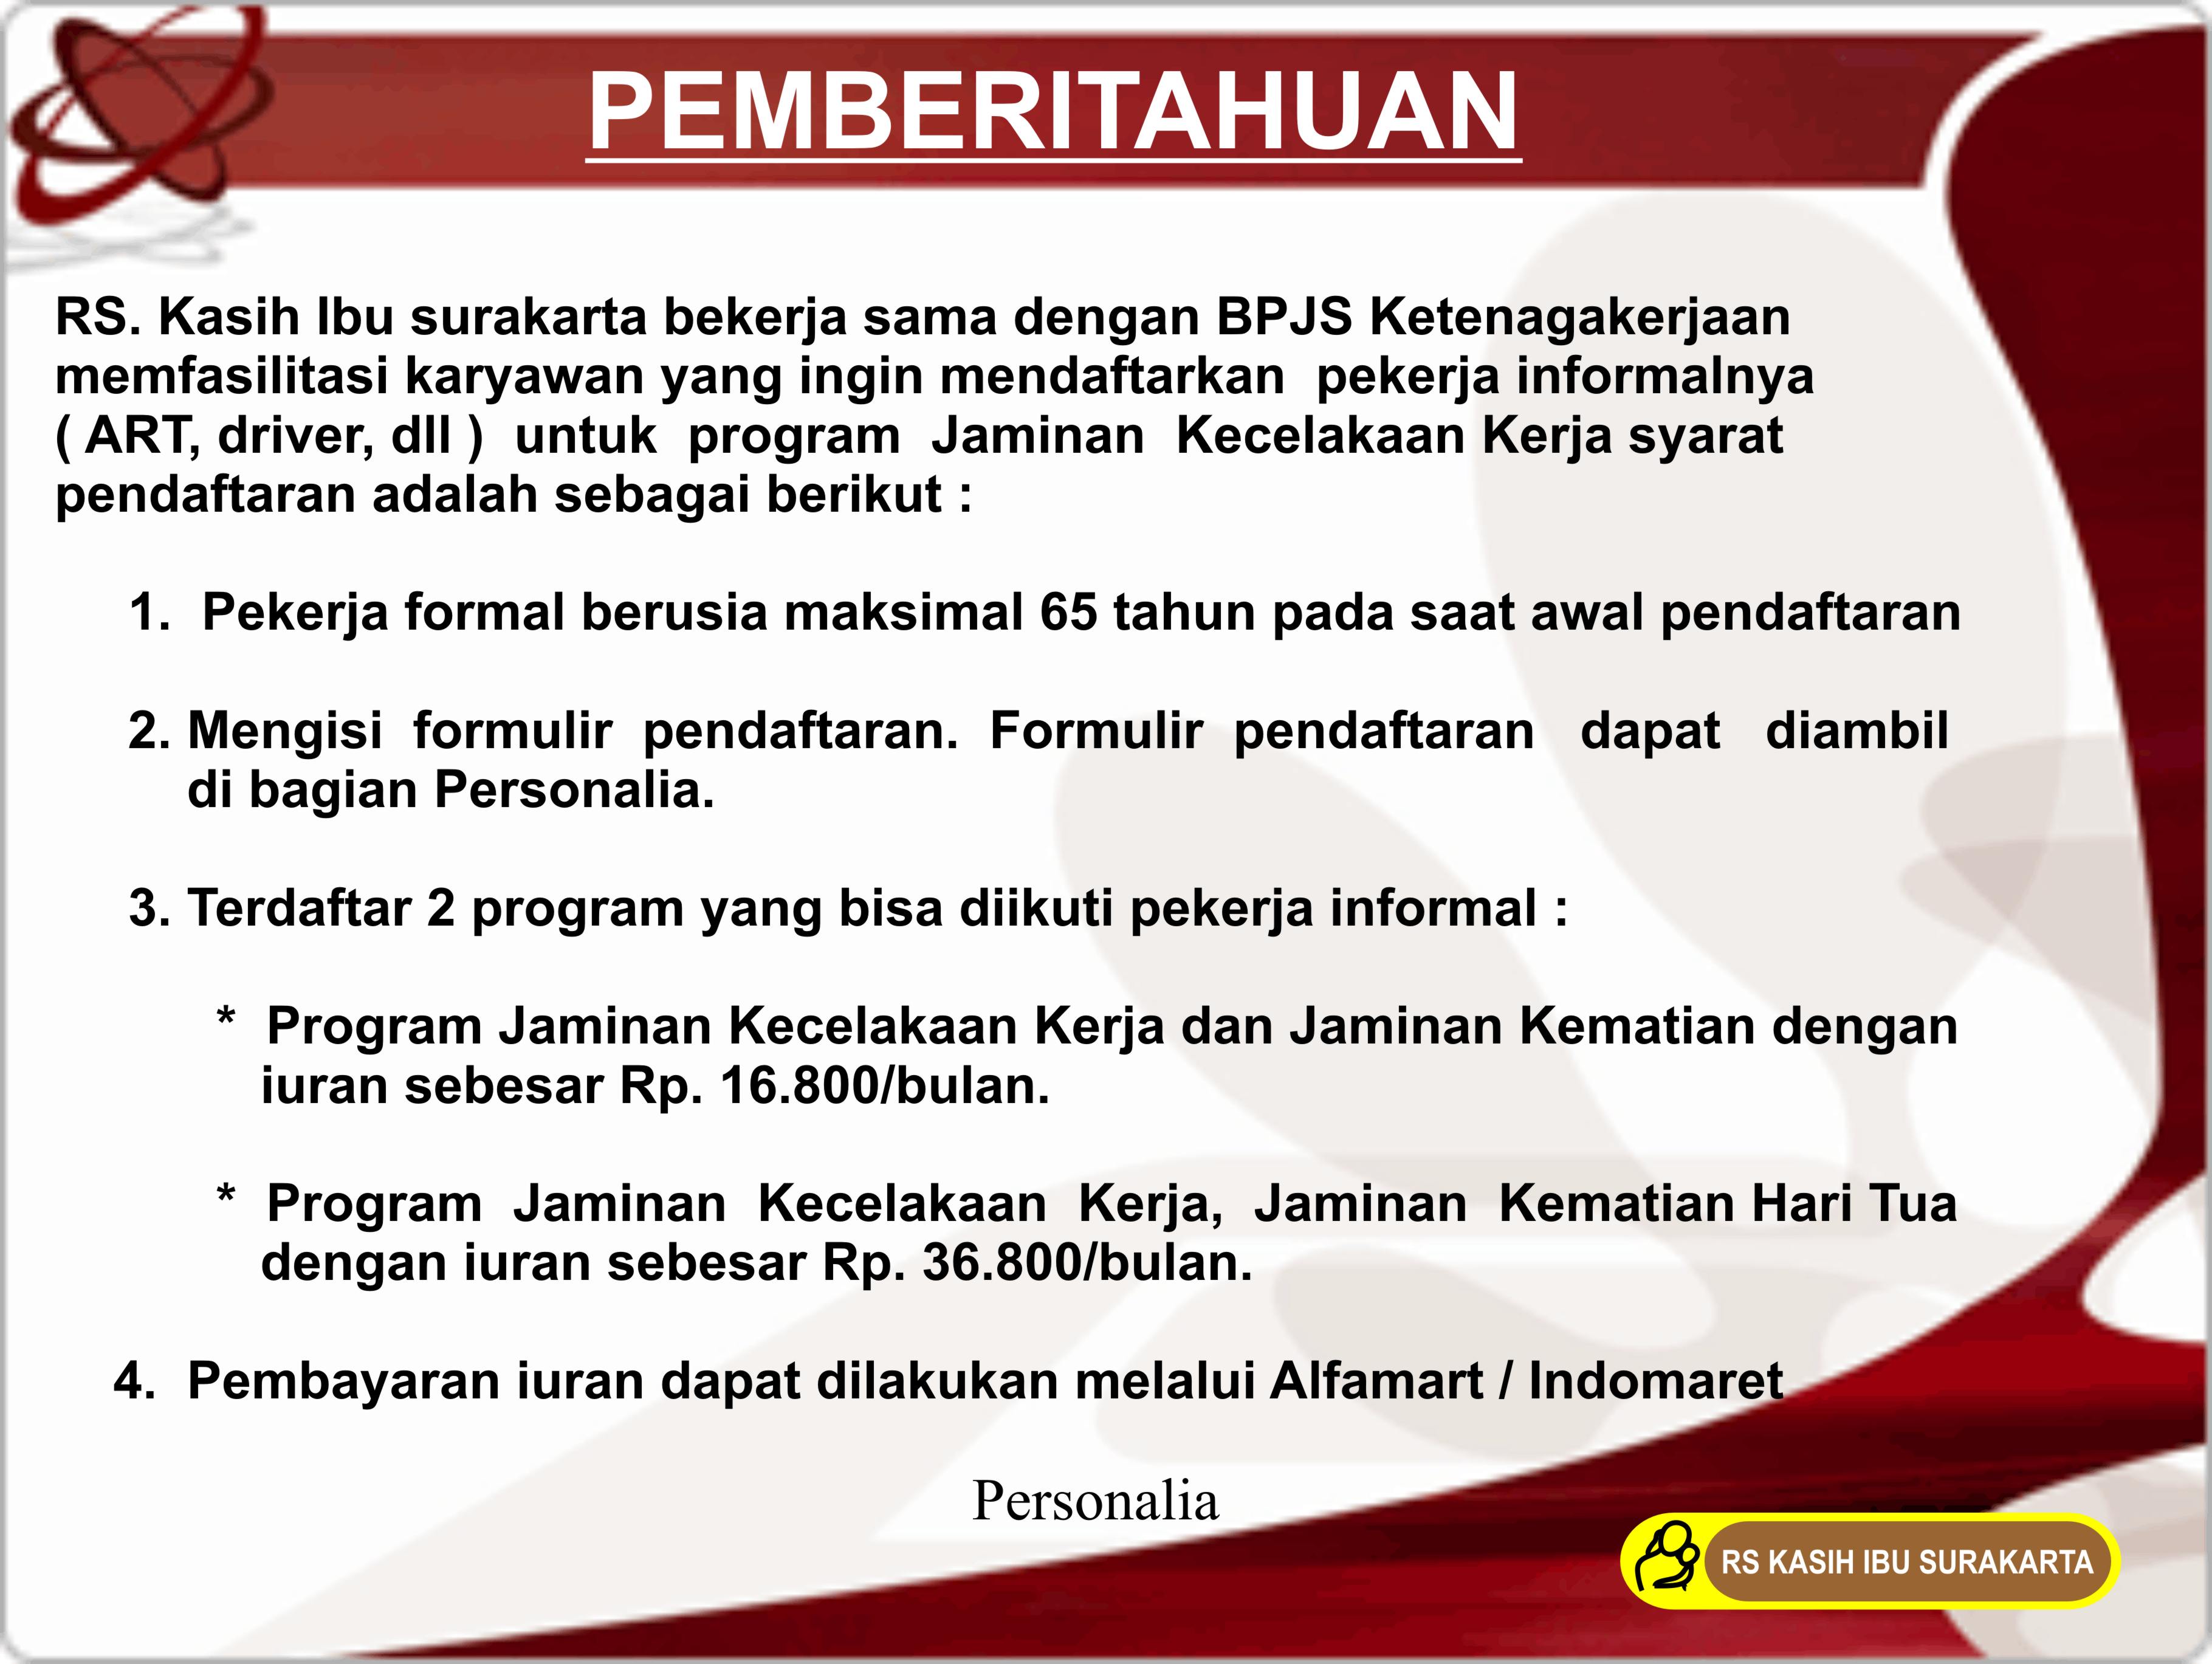 PEMBERITAHUAN
RS. Kasih Ibu surakarta bekerja sama dengan BPJS Ketenagakerjaan
memfasilitasi karyawan yang ingin mendaftarkan pekerja informalnya
( ART, driver, dll ) untuk program Jaminan Kecelakaan Kerja syarat
pendaftaran adalah sebagai berikut :
1. Pekerja formal berusia maksimal 65 tahun pada saat awal pendaftaran
2. Mengisi formulir pendaftaran. Formulir pendaftaran dapat diambil
di bagian Personalia.
3. Terdaftar 2 program yang bisa diikuti pekerja informal :
* Program Jaminan Kecelakaan Kerja dan Jaminan Kematian dengan
iuran sebesar Rp. 16.800/bulan.
* Program Jaminan Kecelakaan Kerja, Jaminan Kematian Hari Tua
dengan iuran sebesar Rp. 36.800/bulan.
4. Pembayaran iuran dapat dilakukan melalui Alfamart / Indomaret
Personalia
RS KASIH IBU SURAKARTA